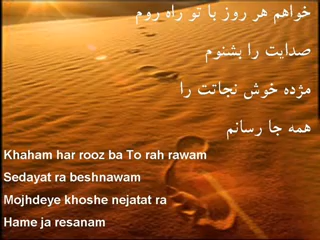 خواهم هر روز با تو راه روم
صدایت را بشنوم
مژده خوش نجاتت را
همه جا رسانم
Khaham har rooz ba To rah rawam
Sedayat ra beshnawam
Mojhdeye khoshe nejatat ra
Hame ja resanam